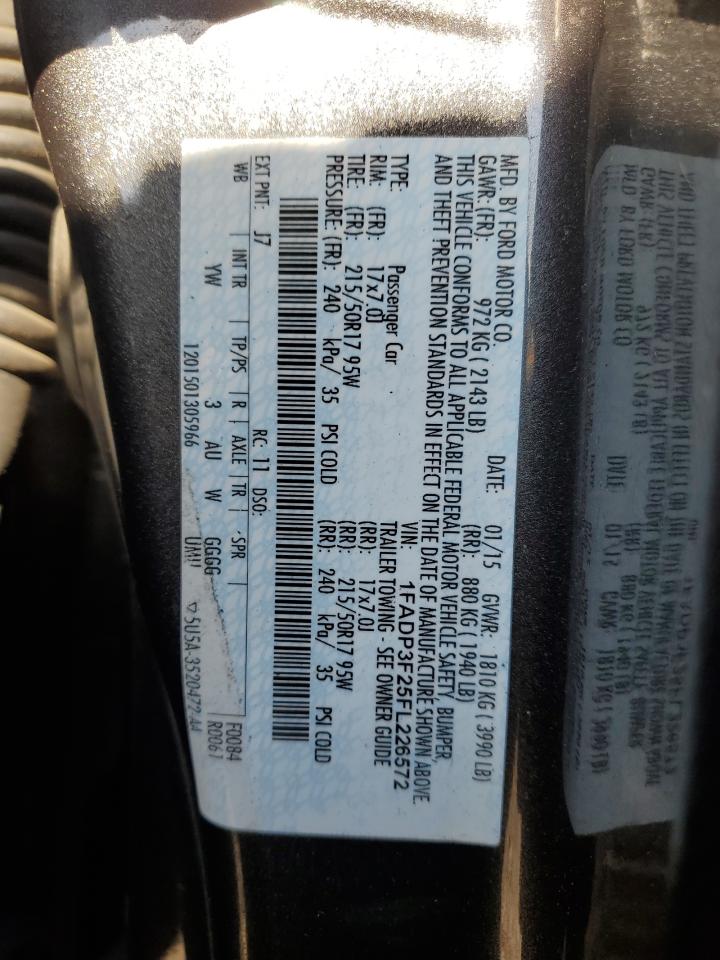 MFD. BY FORD MOTOR CO.
DATE: 01/15 GVWR: 1810 KG ( 3990 LB)
GAWR: (FR): 972 KG ( 2143 LB) (RR): 880 KG ( 1940 LB)
THIS VEHICLE CONFORMS TO ALL APPLICABLE FEDERAL MOTOR VEHICLE SAFETY, BUMPER,
AND THEFT PREVENTION STANDARDS IN EFFECT ON THE DATE OF MANUFACTURE SHOWN ABOVE.
VIN: 1FADP3F25FL226572
TYPE: Passenger Car TRAILER TOWING - SEE OWNER GUIDE
RIM: (FR): 17x7.0J (RR): 17x7.0J
TIRE: (FR): 215/50R17 95W (RR): 215/50R17 95W
PRESSURE: (FR): 240 kPa/ 35 PSI COLD (RR): 240 kPa/ 35 PSI COLD
EXT PNT: J7 RC: 11 DSO: F0084
WB INT TR TP/PS R AXLE TR SPR R0061
YW 3 AU W GGGG
1201501305966 UMII